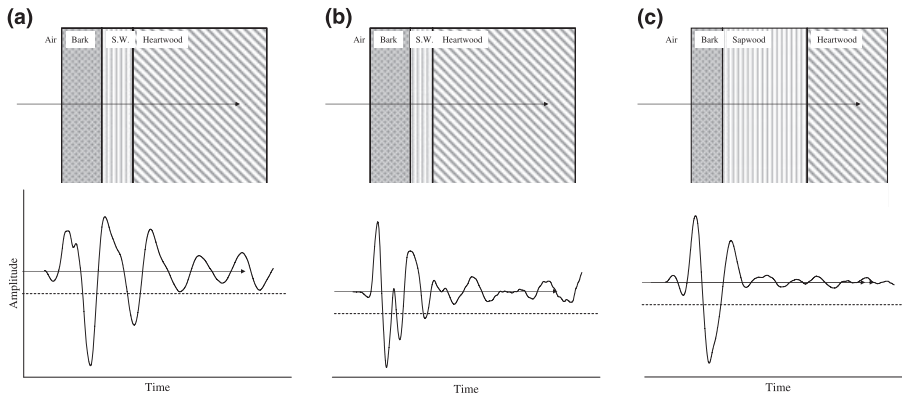 (a)
Air
Bark
S.W.
Heartwood
(b)
Air
Bark
S.W.
Heartwood
(c)
Air
Bark
Sapwood
Heartwood
Amplitude
Time
Time
Time